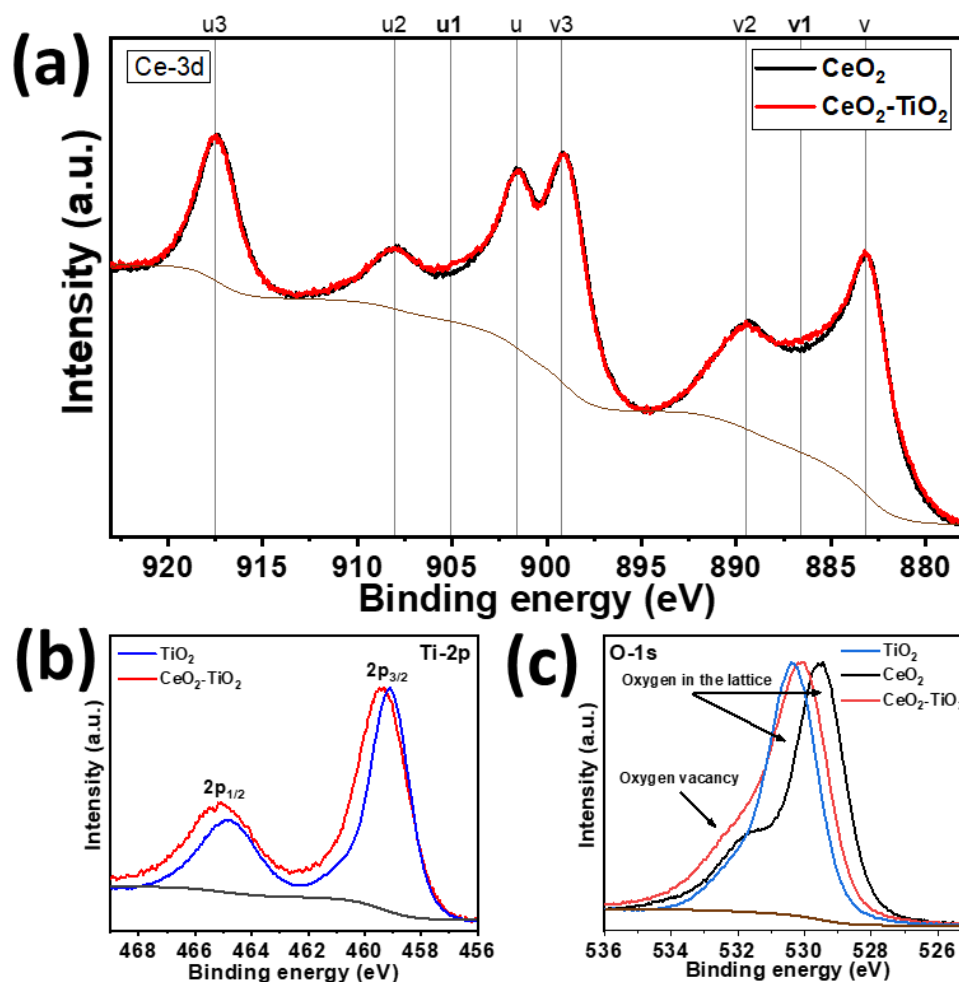 u3 u2 u1 u v3 v2 v1 v
(a)
Ce-3d
CeO₂
CeO₂-TiO₂
Intensity (a.u.)
920 915 910 905 900 895 890 885 880
Binding energy (eV)
(b)
TiO₂
CeO₂-TiO₂
Ti-2p
2p₃/₂
2p₁/₂
Intensity (a.u.)
468 466 464 462 460 458 456
Binding energy (eV)
(c)
O-1s
TiO₂
CeO₂
CeO₂-TiO₂
Oxygen in the lattice
Oxygen vacancy
Intensity (a.u.)
536 534 532 530 528 526
Binding energy (eV)